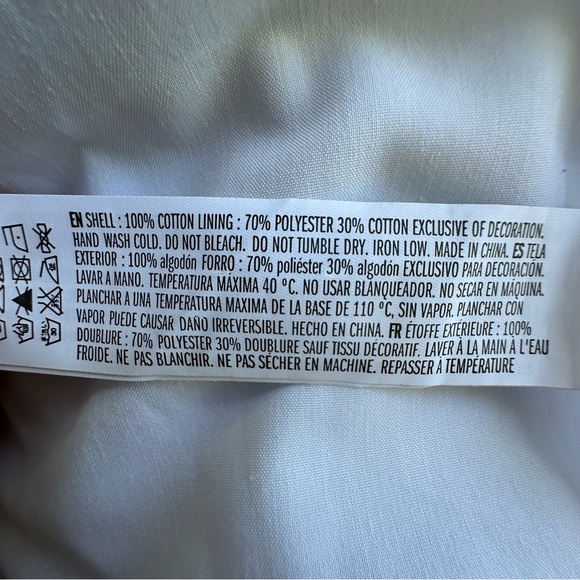 EN SHELL : 100% COTTON LINING : 70% POLYESTER 30% COTTON EXCLUSIVE OF DECORATION.
HAND WASH COLD. DO NOT BLEACH. DO NOT TUMBLE DRY. IRON LOW. MADE IN CHINA. ES TELA
EXTERIOR : 100% algodón FORRO : 70% poliéster 30% algodón EXCLUSIVO PARA DECORACIÓN.
LAVAR A MANO. TEMPERATURA MÁXIMA 40 °C. NO USAR BLANQUEADOR. NO SECAR EN MÁQUINA.
PLANCHAR A UNA TEMPERATURA MÁXIMA DE LA BASE DE 110 °C, SIN VAPOR. PLANCHAR CON
VAPOR PUEDE CAUSAR DANO IRREVERSIBLE. HECHO EN CHINA. FR ÉTOFFE EXTÉRIEURE : 100%
DOUBLURE : 70% POLYESTER 30% DOUBLURE SAUF TISSU DÉCORATIF. LAVER À LA MAIN À L'EAU
FROIDE. NE PAS BLANCHIR. NE PAS SÉCHER EN MACHINE. REPASSER À TEMPÉRATURE